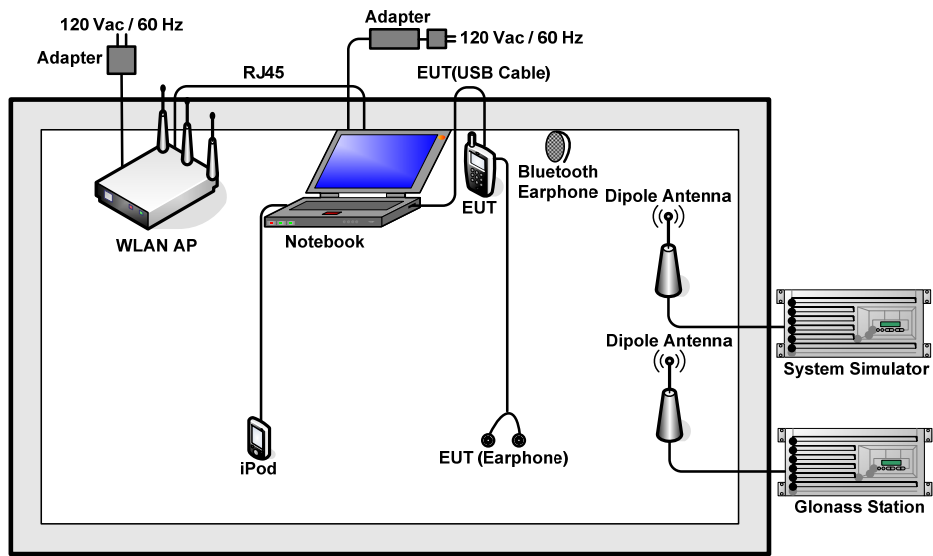 Adapter
120 Vac / 60 Hz
120 Vac / 60 Hz
Adapter
RJ45
EUT(USB Cable)
Bluetooth
Earphone
Dipole Antenna
EUT
WLAN AP
Notebook
Dipole Antenna
System Simulator
iPod
EUT (Earphone)
Glonass Station